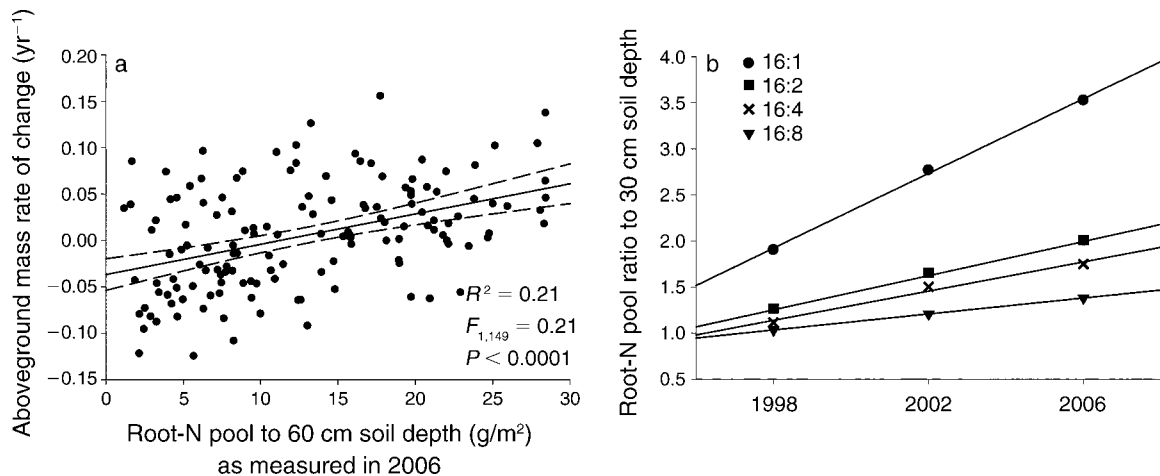 Aboveground mass rate of change (yr⁻¹)
a
0.20
0.15
0.10
0.05
0.00
−0.05
−0.10
−0.15
R² = 0.21
F₁,₁₄₉ = 0.21
P < 0.0001
0 5 10 15 20 25 30
Root-N pool to 60 cm soil depth (g/m²)
as measured in 2006
Root-N pool ratio to 30 cm soil depth
b
16:1
16:2
16:4
16:8
4.0
3.5
3.0
2.5
2.0
1.5
1.0
0.5
1998 2002 2006